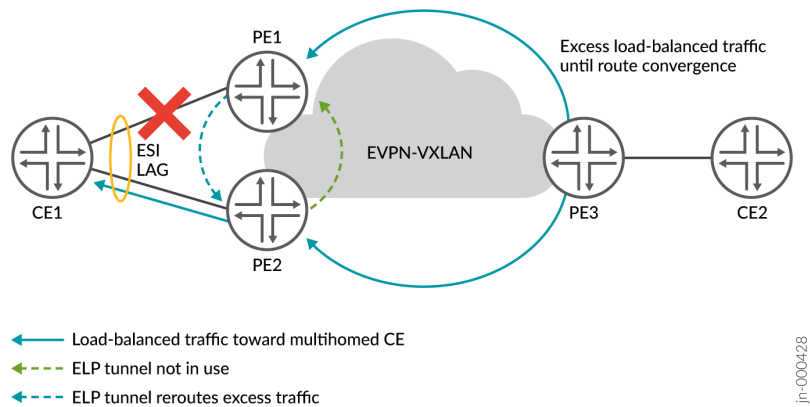 PE1
Excess load-balanced traffic
until route convergence
ESI
LAG
EVPN-VXLAN
CE1
PE2
PE3
CE2
Load-balanced traffic toward multihomed CE
ELP tunnel not in use
ELP tunnel reroutes excess traffic
jn-000428